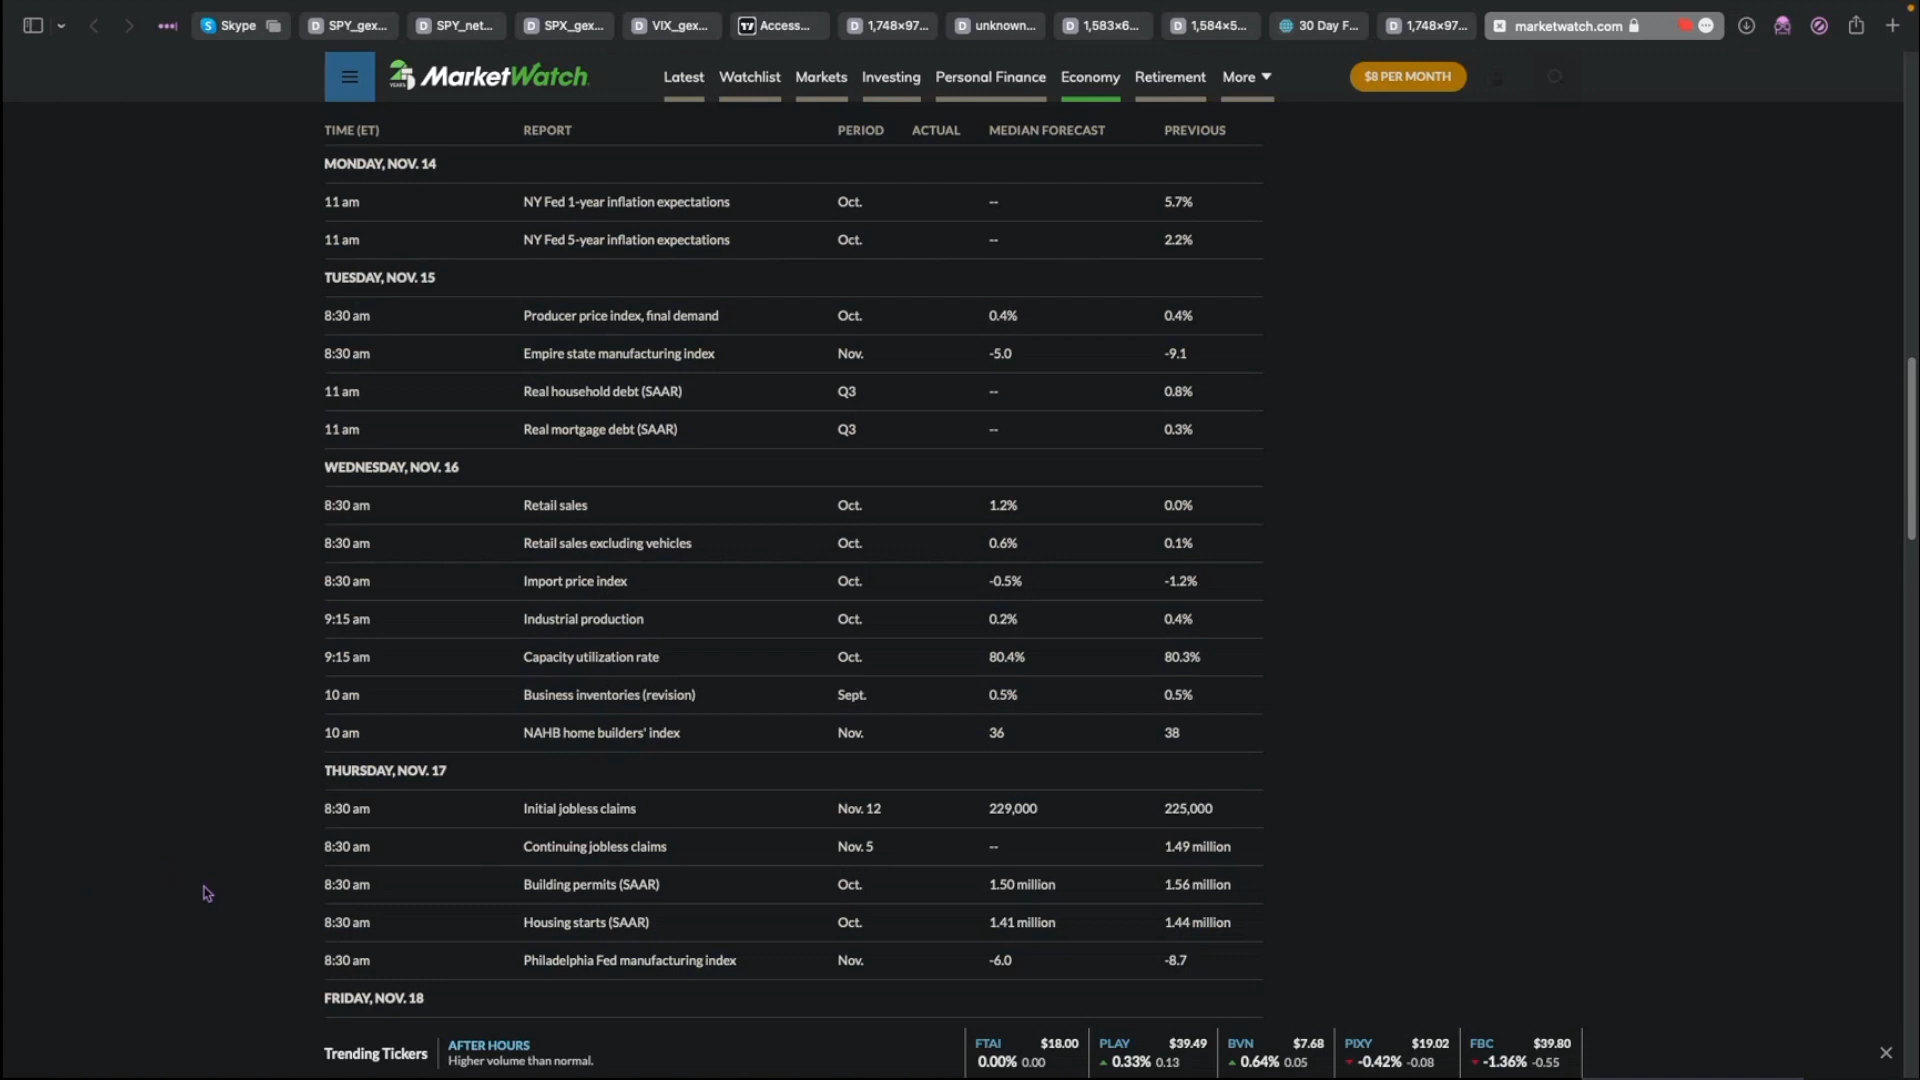 Skype SPY_gex... SPY_net... SPX_gex... VIX_gex... Access... 1,748×97... unknown... 1,583×6... 1,584×5... 30 Day F... 1,748×97... marketwatch.com
MarketWatch Latest Watchlist Markets Investing Personal Finance Economy Retirement More $8 PER MONTH
TIME (ET) REPORT PERIOD ACTUAL MEDIAN FORECAST PREVIOUS
MONDAY, NOV. 14
11 am NY Fed 1-year inflation expectations Oct. -- 5.7%
11 am NY Fed 5-year inflation expectations Oct. -- 2.2%
TUESDAY, NOV. 15
8:30 am Producer price index, final demand Oct. 0.4% 0.4%
8:30 am Empire state manufacturing index Nov. -5.0 -9.1
11 am Real household debt (SAAR) Q3 -- 0.8%
11 am Real mortgage debt (SAAR) Q3 -- 0.3%
WEDNESDAY, NOV. 16
8:30 am Retail sales Oct. 1.2% 0.0%
8:30 am Retail sales excluding vehicles Oct. 0.6% 0.1%
8:30 am Import price index Oct. -0.5% -1.2%
9:15 am Industrial production Oct. 0.2% 0.4%
9:15 am Capacity utilization rate Oct. 80.4% 80.3%
10 am Business inventories (revision) Sept. 0.5% 0.5%
10 am NAHB home builders' index Nov. 36 38
THURSDAY, NOV. 17
8:30 am Initial jobless claims Nov. 12 229,000 225,000
8:30 am Continuing jobless claims Nov. 5 -- 1.49 million
8:30 am Building permits (SAAR) Oct. 1.50 million 1.56 million
8:30 am Housing starts (SAAR) Oct. 1.41 million 1.44 million
8:30 am Philadelphia Fed manufacturing index Nov. -6.0 -8.7
FRIDAY, NOV. 18
Trending Tickers
AFTER HOURS
Higher volume than normal.
FTAI $18.00
0.00% 0.00
PLAY $39.49
0.33% 0.13
BVN $7.68
0.64% 0.05
PIXY $19.02
-0.42% -0.08
FBC $39.80
-1.36% -0.55